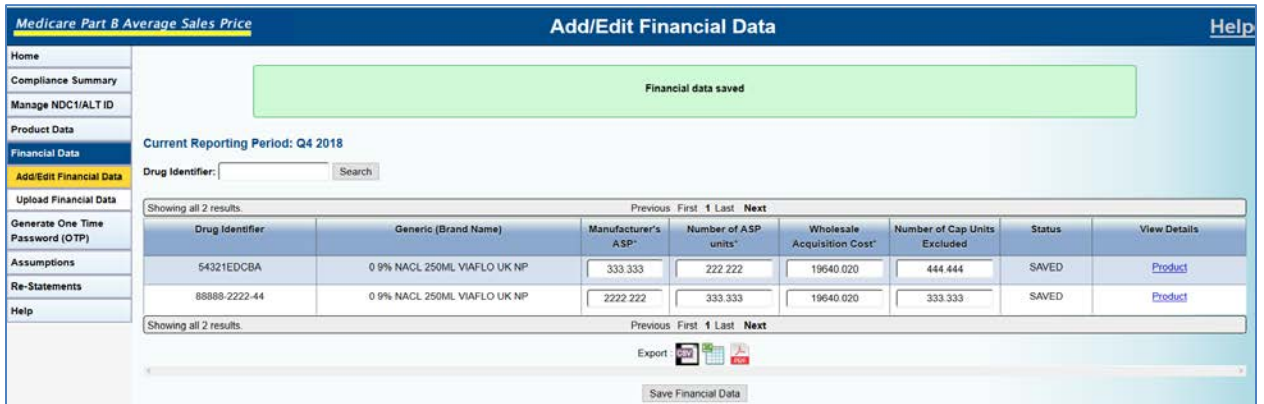 Medicare Part B Average Sales Price
Add/Edit Financial Data
Help
Home
Compliance Summary
Manage NDC1/ALT ID
Product Data
Financial Data
Add/Edit Financial Data
Upload Financial Data
Generate One Time
Password (OTP)
Assumptions
Re-Statements
Help
Financial data saved
Current Reporting Period: Q4 2018
Drug Identifier: Search
Showing all 2 results. Previous First 1 Last Next
Drug Identifier Generic (Brand Name) Manufacturer's ASP* Number of ASP units* Wholesale Acquisition Cost* Number of Cap Units Excluded Status View Details
54321EDCBA 0 9% NACL 250ML VIAFLO UK NP 333.333 222.222 19640.020 444.444 SAVED Product
88888-2222-44 0 9% NACL 250ML VIAFLO UK NP 2222.222 333.333 19640.020 333.333 SAVED Product
Showing all 2 results. Previous First 1 Last Next
Export : CSV PDF
Save Financial Data